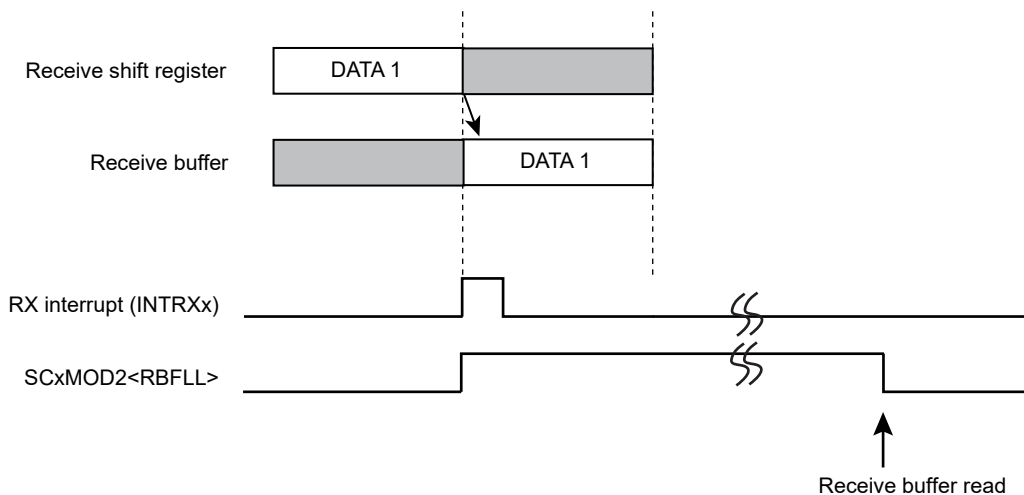 Receive shift register
DATA 1
Receive buffer
DATA 1
RX interrupt (INTRXx)
SCxMOD2<RBFLL>
Receive buffer read